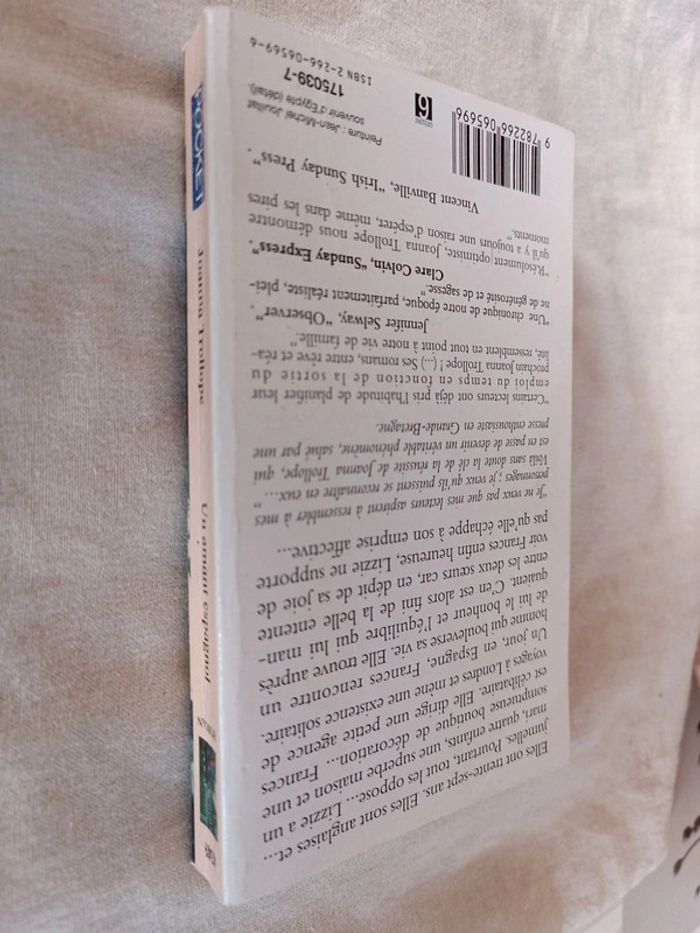 Elles ont trente-sept ans. Elles sont anglaises et...
jumelles. Pourtant, tout les oppose... Lizzie a un
mari, quatre enfants, une superbe maison et une
somptueuse boutique de décoration... Frances
est célibataire. Elle dirige une petite agence de
voyages à Londres et mène une existence solitaire.
Un jour, en Espagne, Frances rencontre un
homme qui bouleverse sa vie. Elle trouve auprès
de lui le bonheur et l'équilibre qui lui man-
quaient. C'en est alors fini de la belle entente
entre les deux sœurs car, en dépit de sa joie de
voir Frances enfin heureuse, Lizzie ne supporte
pas qu'elle échappe à son emprise affective...
"Je ne veux pas que mes lecteurs aspirent à ressembler à mes
personnages ; je veux qu'ils puissent se reconnaître en eux..."
Voilà sans doute la clé de la réussite de Joanna Trollope, qui
est en passe de devenir un véritable phénomène, salué par une
presse enthousiaste en Grande-Bretagne.
"Certains lecteurs ont déjà pris l'habitude de planifier leur
emploi du temps en fonction de la sortie du
prochain Joanna Trollope ! (...) Ses romans, entre rêve et réa-
lité, ressemblent en tout point à notre vie de famille."
Jennifer Selway, "Observer".
"Une chronique de notre époque, parfaitement réaliste, plei-
ne de générosité et de sagesse."
Clare Colvin, "Sunday Express".
"Résolument optimiste, Joanna Trollope nous démontre
qu'il y a toujours une raison d'espérer, même dans les pires
moments."
Vincent Banville, "Irish Sunday Press".
Peinture : Jean-Michel Jouillat
souvenir d'Egypte (détail).
175039-7
ISBN 2-266-06569-6
6
9 782266 065696
POCKET
Joanna Trollope
Un amant espagnol
ROMAN